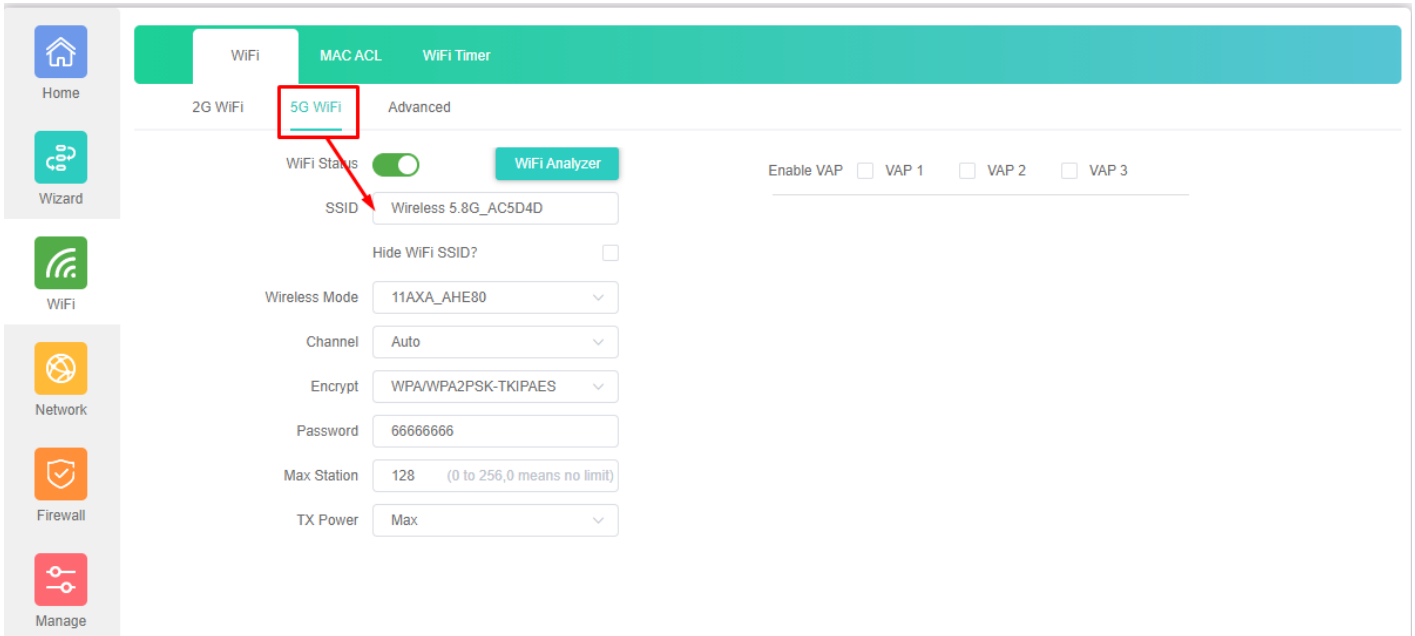 Home
Wizard
WiFi
Network
Firewall
Manage
WiFi MAC ACL WiFi Timer
2G WiFi 5G WiFi Advanced
WiFi Status WiFi Analyzer
SSID Wireless 5.8G_AC5D4D
Hide WiFi SSID?
Wireless Mode 11AXA_AHE80
Channel Auto
Encrypt WPA/WPA2PSK-TKIPAES
Password 66666666
Max Station 128 (0 to 256,0 means no limit)
TX Power Max
Enable VAP VAP 1 VAP 2 VAP 3